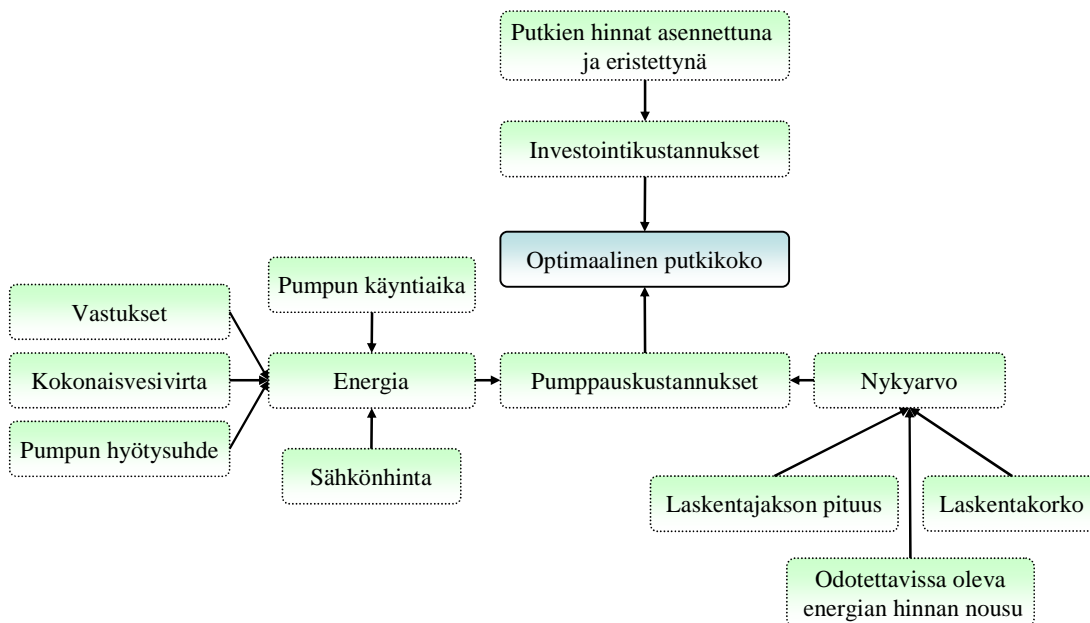 Putkien hinnat asennettuna
ja eristettynä
Investointikustannukset
Optimaalinen putkikoko
Pumpun käyntiaika
Vastukset
Kokonaisvesivirta
Energia
Pumppauskustannukset
Nykyarvo
Pumpun hyötysuhde
Sähkönhinta
Laskentajakson pituus
Laskentakorko
Odotettavissa oleva
energian hinnan nousu